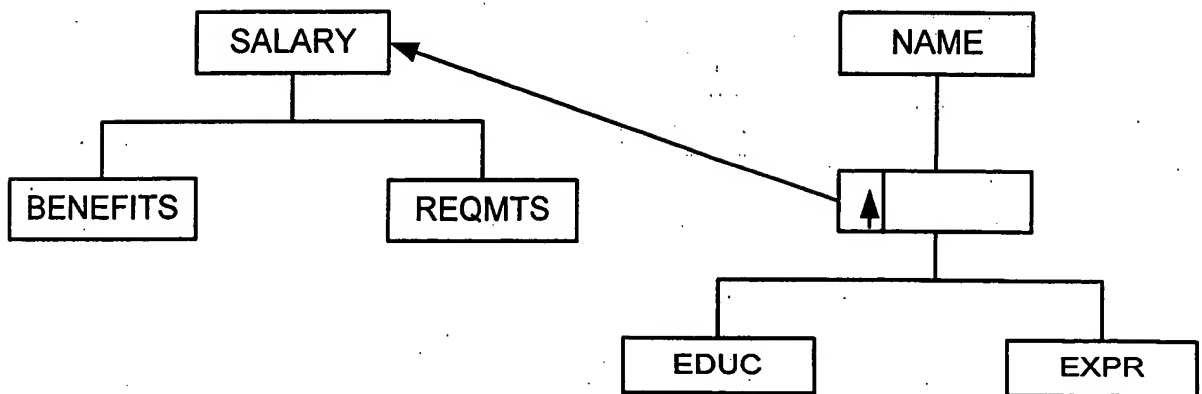 SALARY
NAME
BENEFITS
REQMTS
EDUC
EXPR